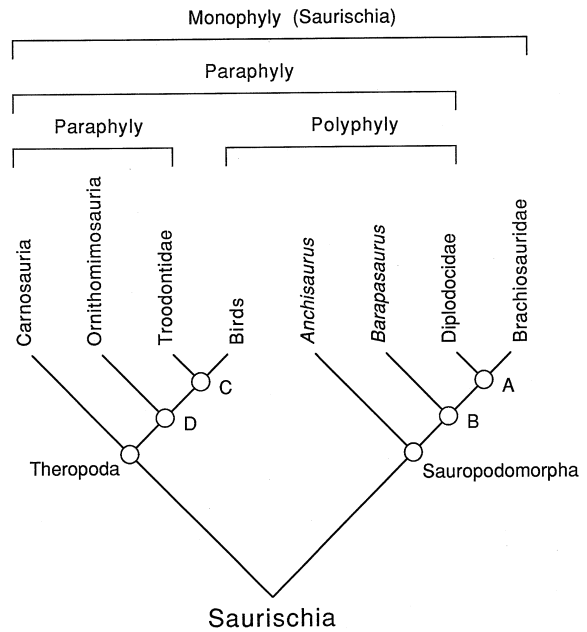 Monophyly (Saurischia)
Paraphyly
Paraphyly
Polyphyly
Carnosauria
Ornithomimosauria
Troodontidae
Birds
Anchisaurus
Barapasaurus
Diplodocidae
Brachiosauridae
C
A
D
B
Theropoda
Sauropodomorpha
Saurischia